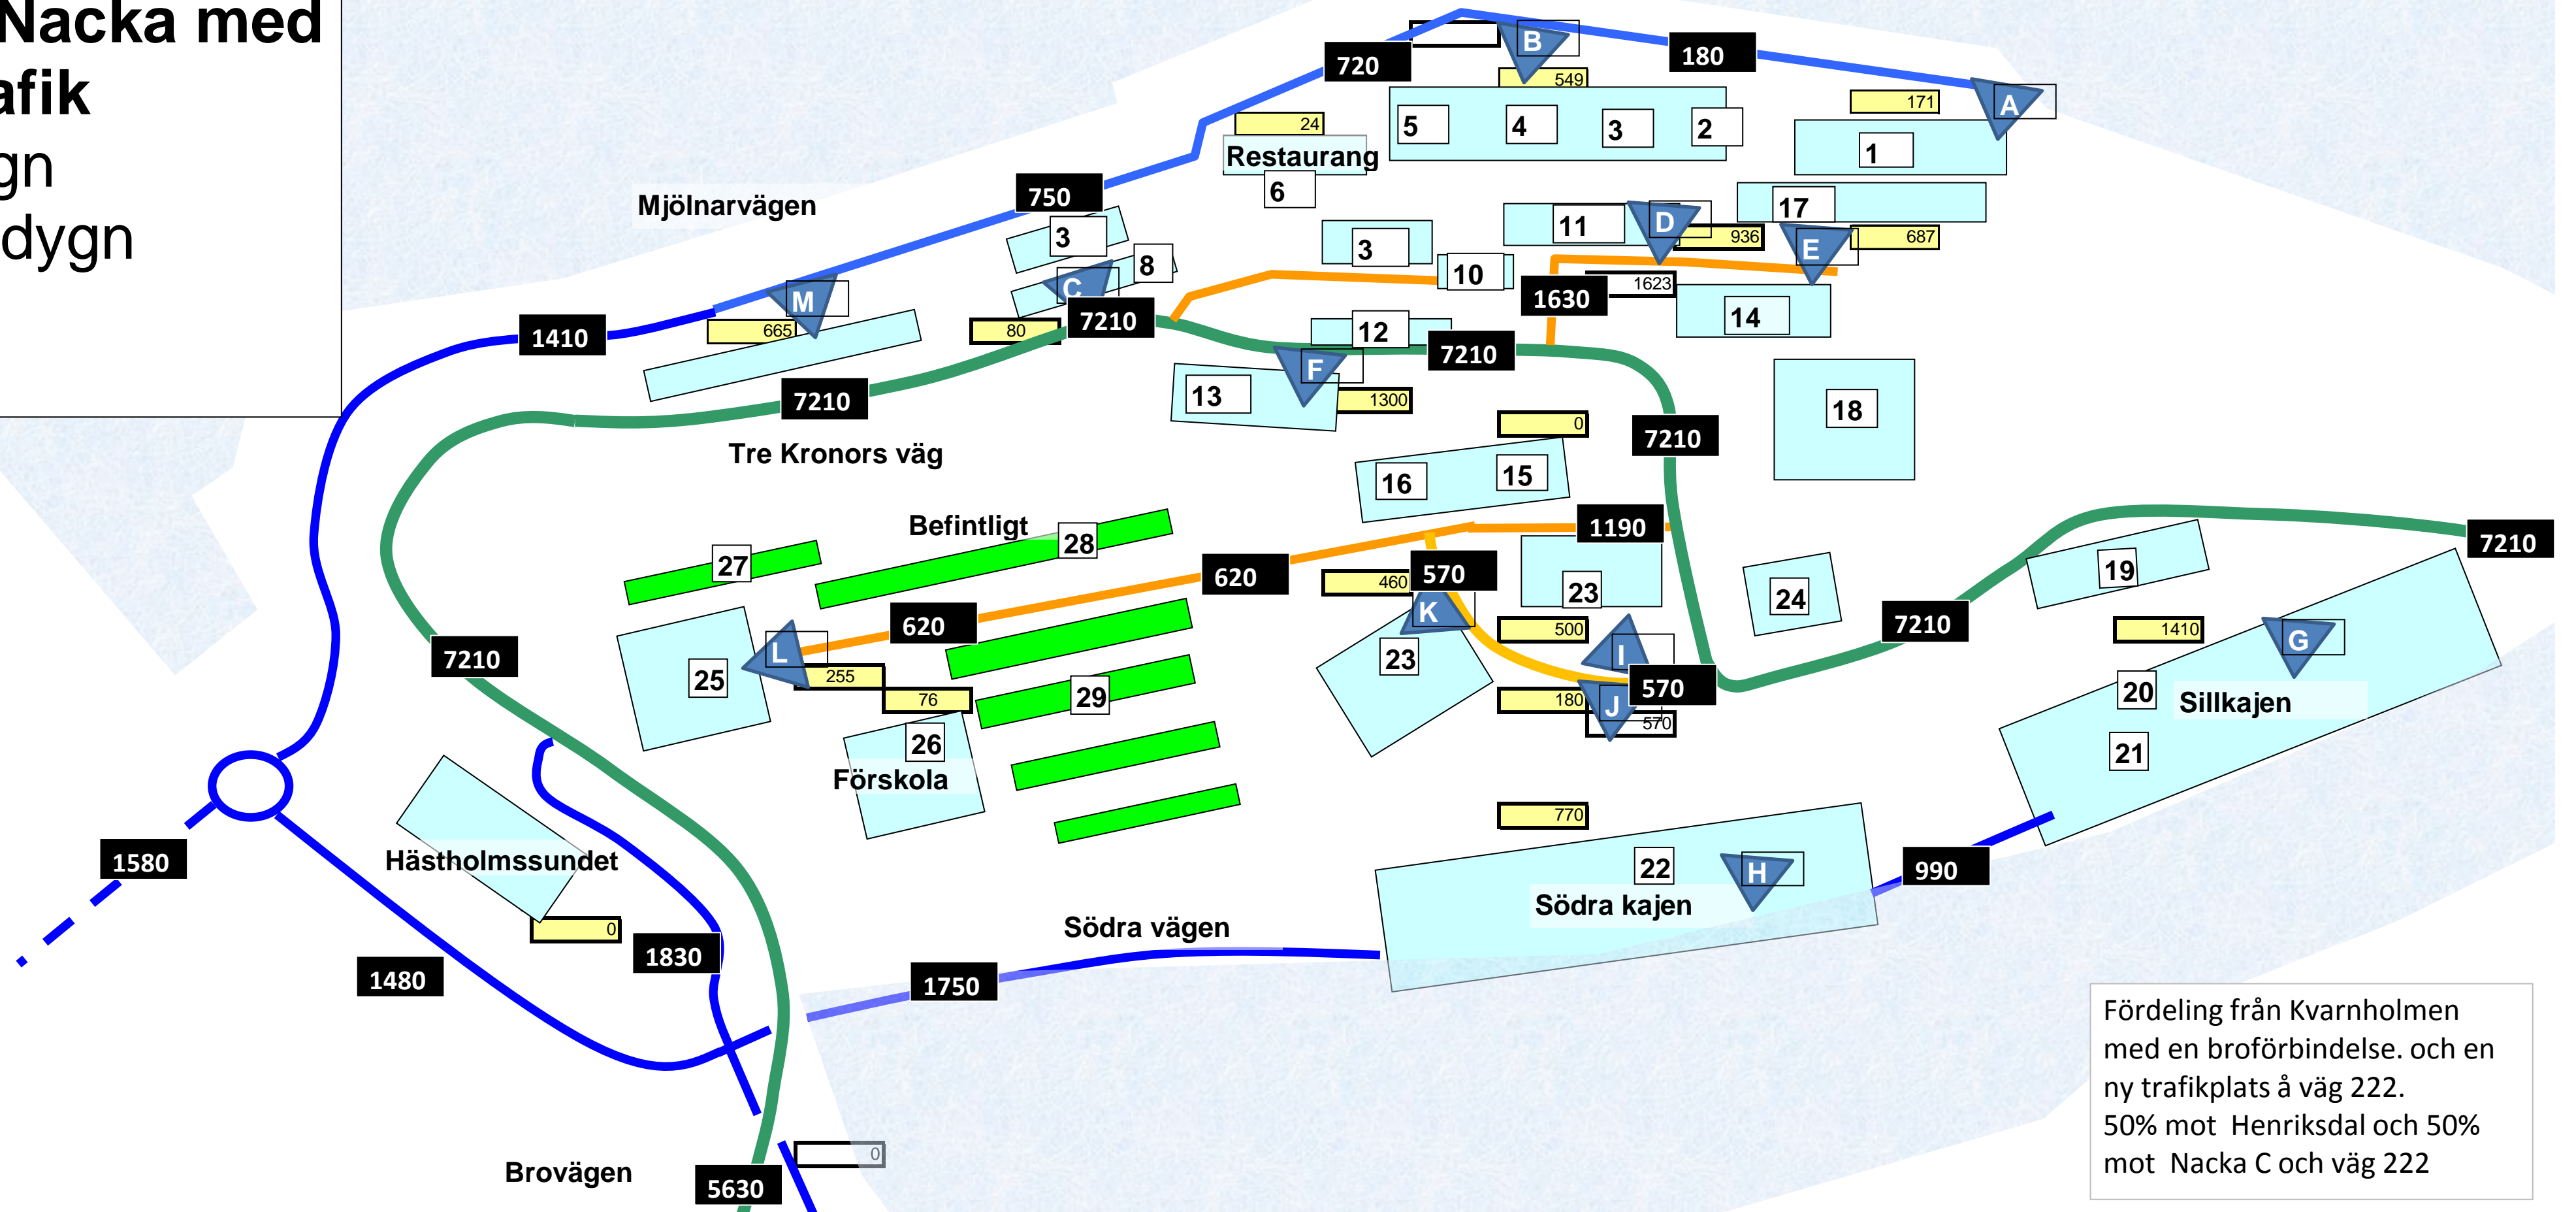 Nacka med
afik
gn
dygn
B
720
180
549
A
171
24
5
4
3
2
Restaurang
1
6
750
Mjölnarvägen
17
3
11
D
936
E
687
3
8
10
C
1623
1630
M
14
665
80
7210
12
1410
7210
F
13
1300
7210
18
0
7210
Tre Kronors väg
16
15
Befintligt
28
1190
7210
27
620
570
460
23
19
24
620
K
500
1410
7210
G
L
I
7210
23
255
25
76
29
180
J
570
570
20
Sillkajen
26
21
Förskola
770
1580
Hästholmssundet
22
H
990
Södra kajen
0
Södra vägen
1830
1480
1750
Fördeling från Kvarnholmen
med en broförbindelse. och en
ny trafikplats å väg 222.
50% mot  Henriksdal och 50%
mot  Nacka C och väg 222
0
Brovägen
5630